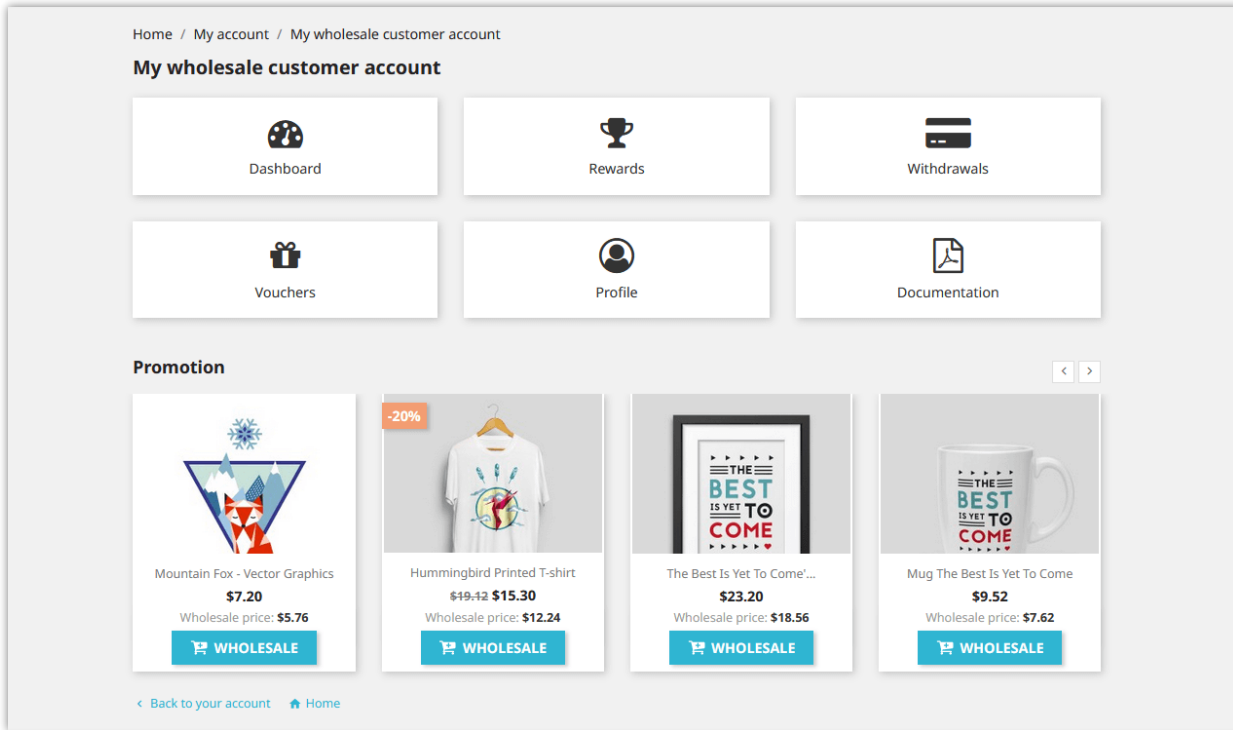 Home / My account / My wholesale customer account
My wholesale customer account
Dashboard
Rewards
Withdrawals
Vouchers
Profile
Documentation
Promotion
-20%
THE
BEST
IS YET TO
COME
THE
BEST
IS YET TO
COME
Mountain Fox - Vector Graphics
$7.20
Wholesale price: $5.76
WHOLESALE
Hummingbird Printed T-shirt
$19.12 $15.30
Wholesale price: $12.24
WHOLESALE
The Best Is Yet To Come'...
$23.20
Wholesale price: $18.56
WHOLESALE
Mug The Best Is Yet To Come
$9.52
Wholesale price: $7.62
WHOLESALE
Back to your account
Home